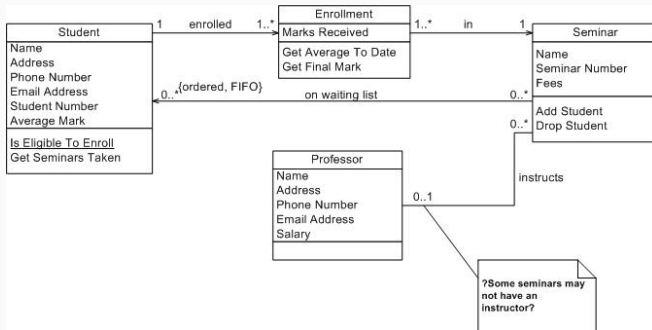 Student
Name
Address
Phone Number
Email Address
Student Number
Average Mark
Is Eligible To Enroll
Get Seminars Taken
1 enrolled 1..*
Enrollment
Marks Received
Get Average To Date
Get Final Mark
1..* in 1
Seminar
Name
Seminar Number
Fees
Add Student
Drop Student
{ordered, FIFO}
0..* on waiting list 0..*
0..*
instructs
0..1
Professor
Name
Address
Phone Number
Email Address
Salary
?Some seminars may
not have an
instructor?